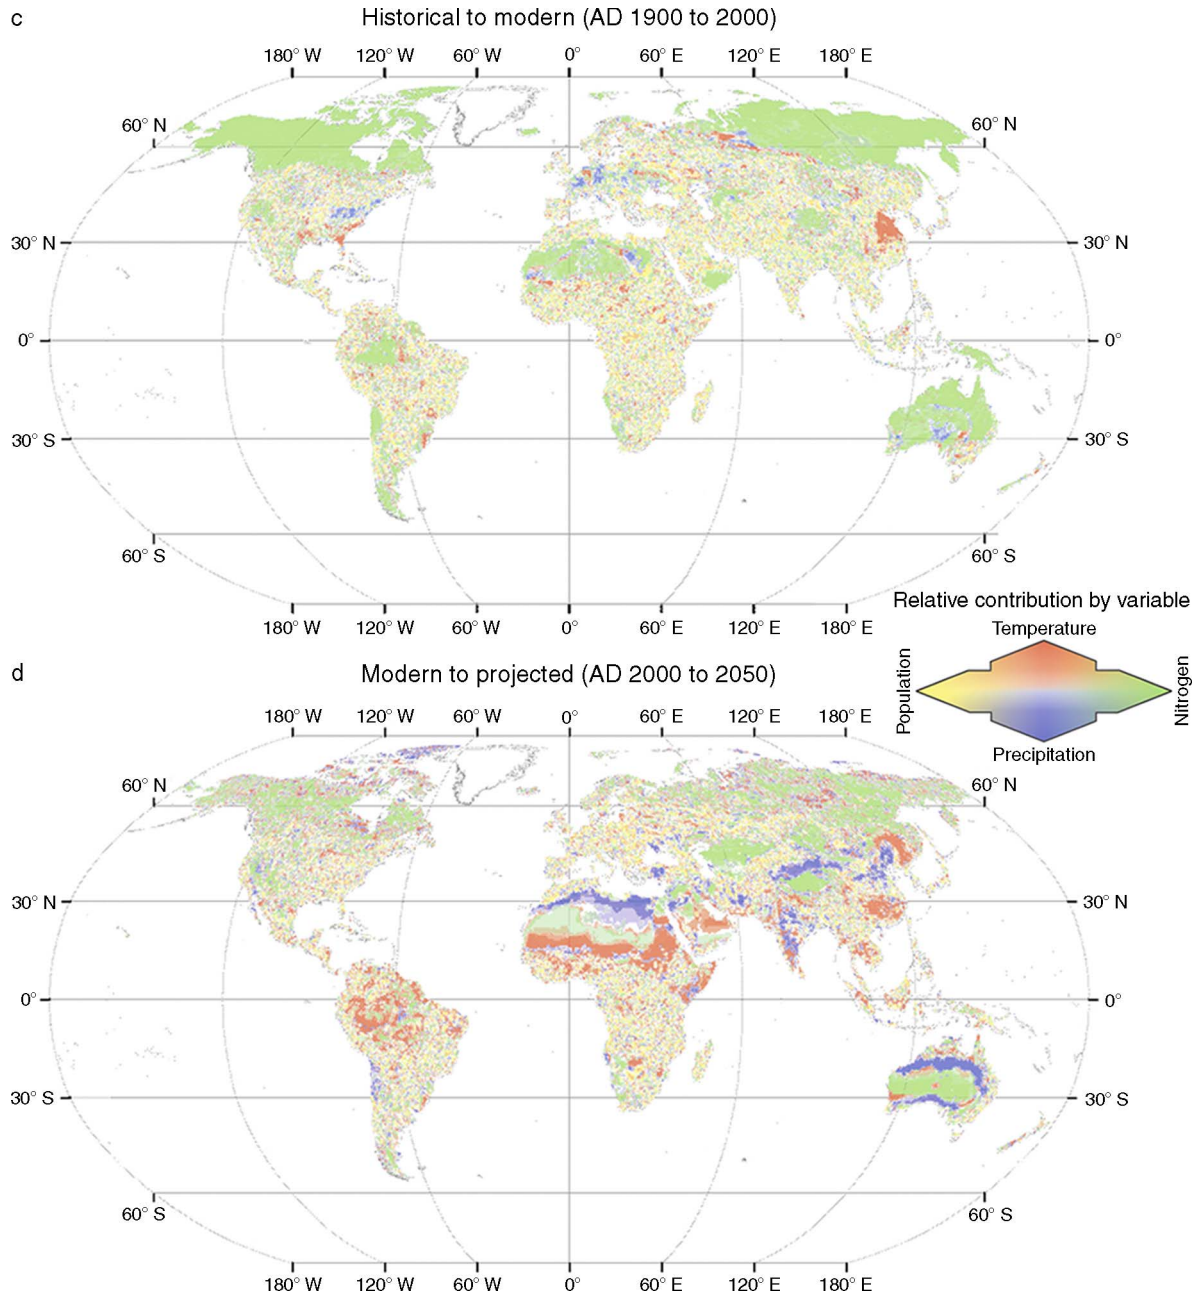 c
Historical to modern (AD 1900 to 2000)
180° W 120° W 60° W 0° 60° E 120° E 180° E
60° N 60° N
30° N 30° N
0° 0°
30° S 30° S
60° S 60° S
180° W 120° W 60° W 0° 60° E 120° E 180° E
Relative contribution by variable
Temperature
Population
Nitrogen
Precipitation
d
Modern to projected (AD 2000 to 2050)
180° W 120° W 60° W 0° 60° E 120° E 180° E
60° N 60° N
30° N 30° N
0° 0°
30° S 30° S
60° S 60° S
180° W 120° W 60° W 0° 60° E 120° E 180° E